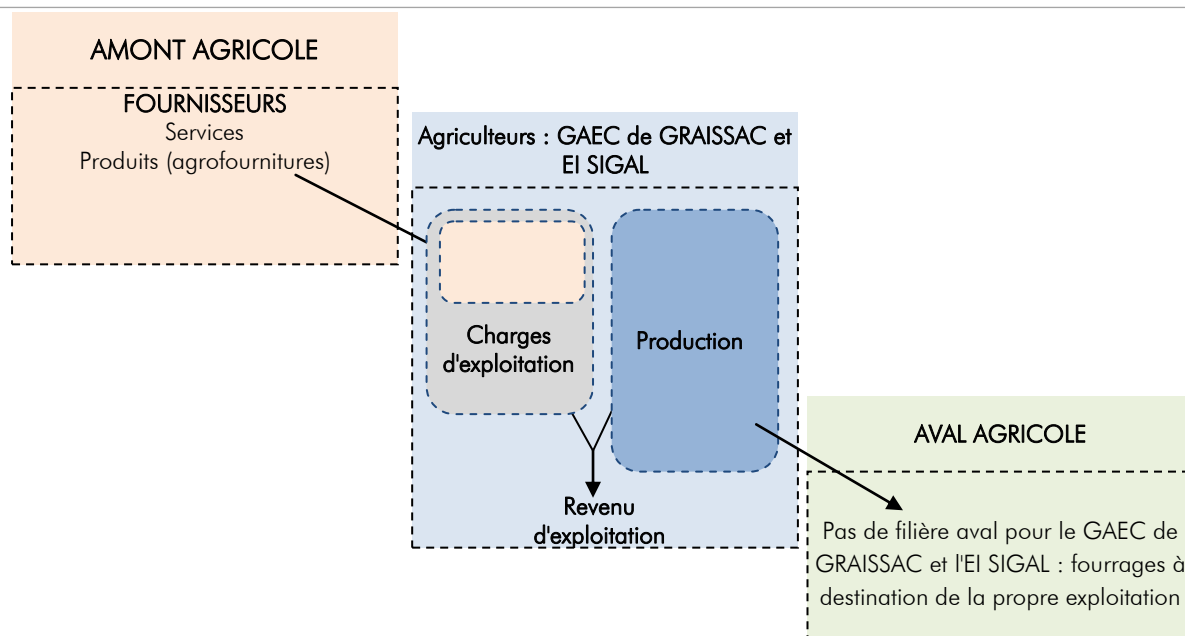 AMONT AGRICOLE
FOURNISSEURS
Services
Produits (agrofournitures)
Agriculteurs : GAEC de GRAISSAC et
EI SIGAL
Charges
d'exploitation
Production
Revenu
d'exploitation
AVAL AGRICOLE
Pas de filière aval pour le GAEC de
GRAISSAC et l'EI SIGAL : fourrages à
destination de la propre exploitation